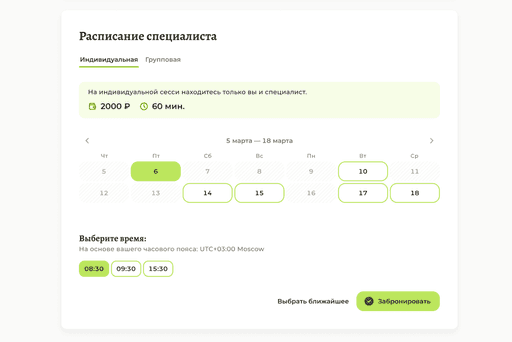 Расписание специалиста
Индивидуальная Групповая
На индивидуальной сесси находитесь только вы и специалист.
2000 ₽ 60 мин.
5 марта — 18 марта
Чт Пт Сб Вс Пн Вт Ср
5 6 7 8 9 10 11
12 13 14 15 16 17 18
Выберите время:
На основе вашего часового пояса: UTC+03:00 Moscow
08:30 09:30 15:30
Выбрать ближайшее Забронировать